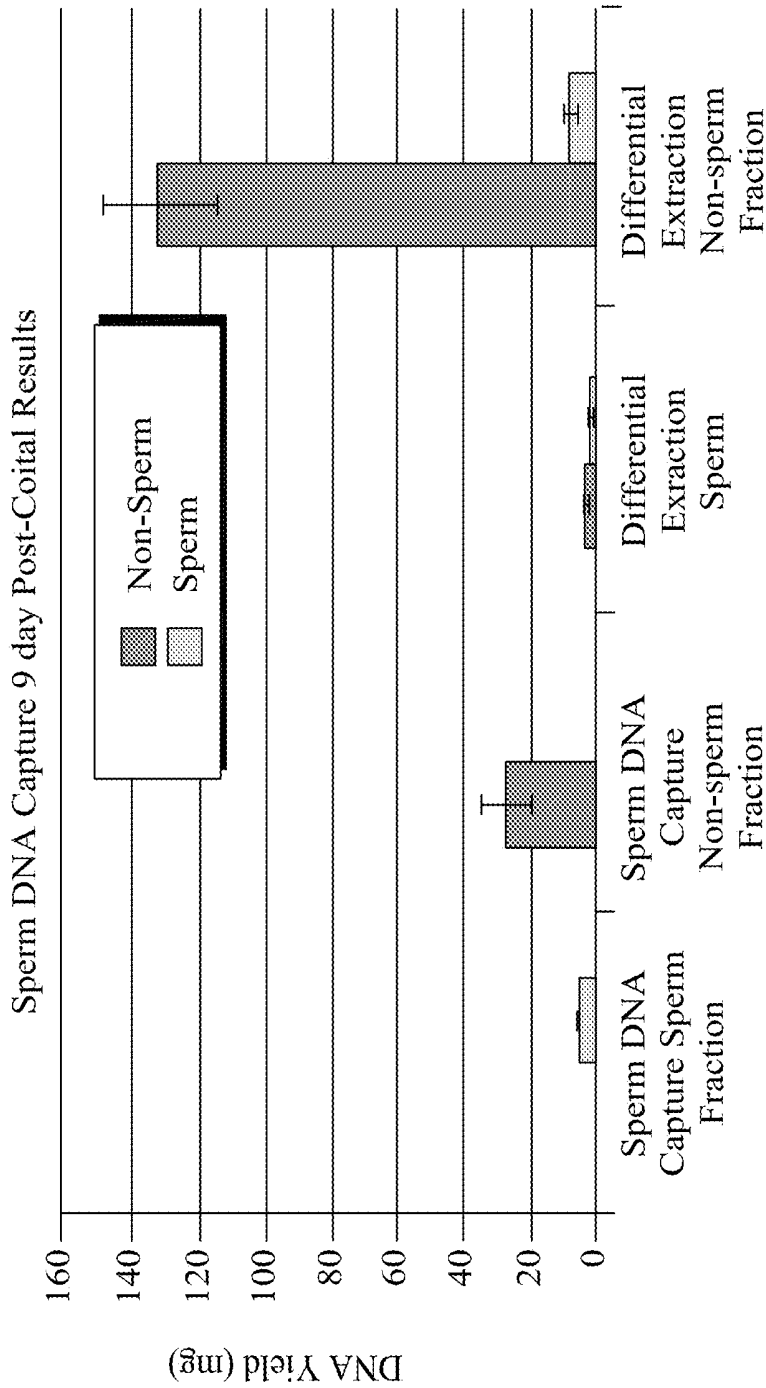 Sperm DNA Capture 9 day Post-Coital Results
DNA Yield (mg)
160
140
120
100
80
60
40
20
0
Non-Sperm
Sperm
Sperm DNA
Capture Sperm
Fraction
Sperm DNA
Capture
Non-sperm
Fraction
Differential
Exraction
Sperm
Differential
Extraction
Non-sperm
Fraction